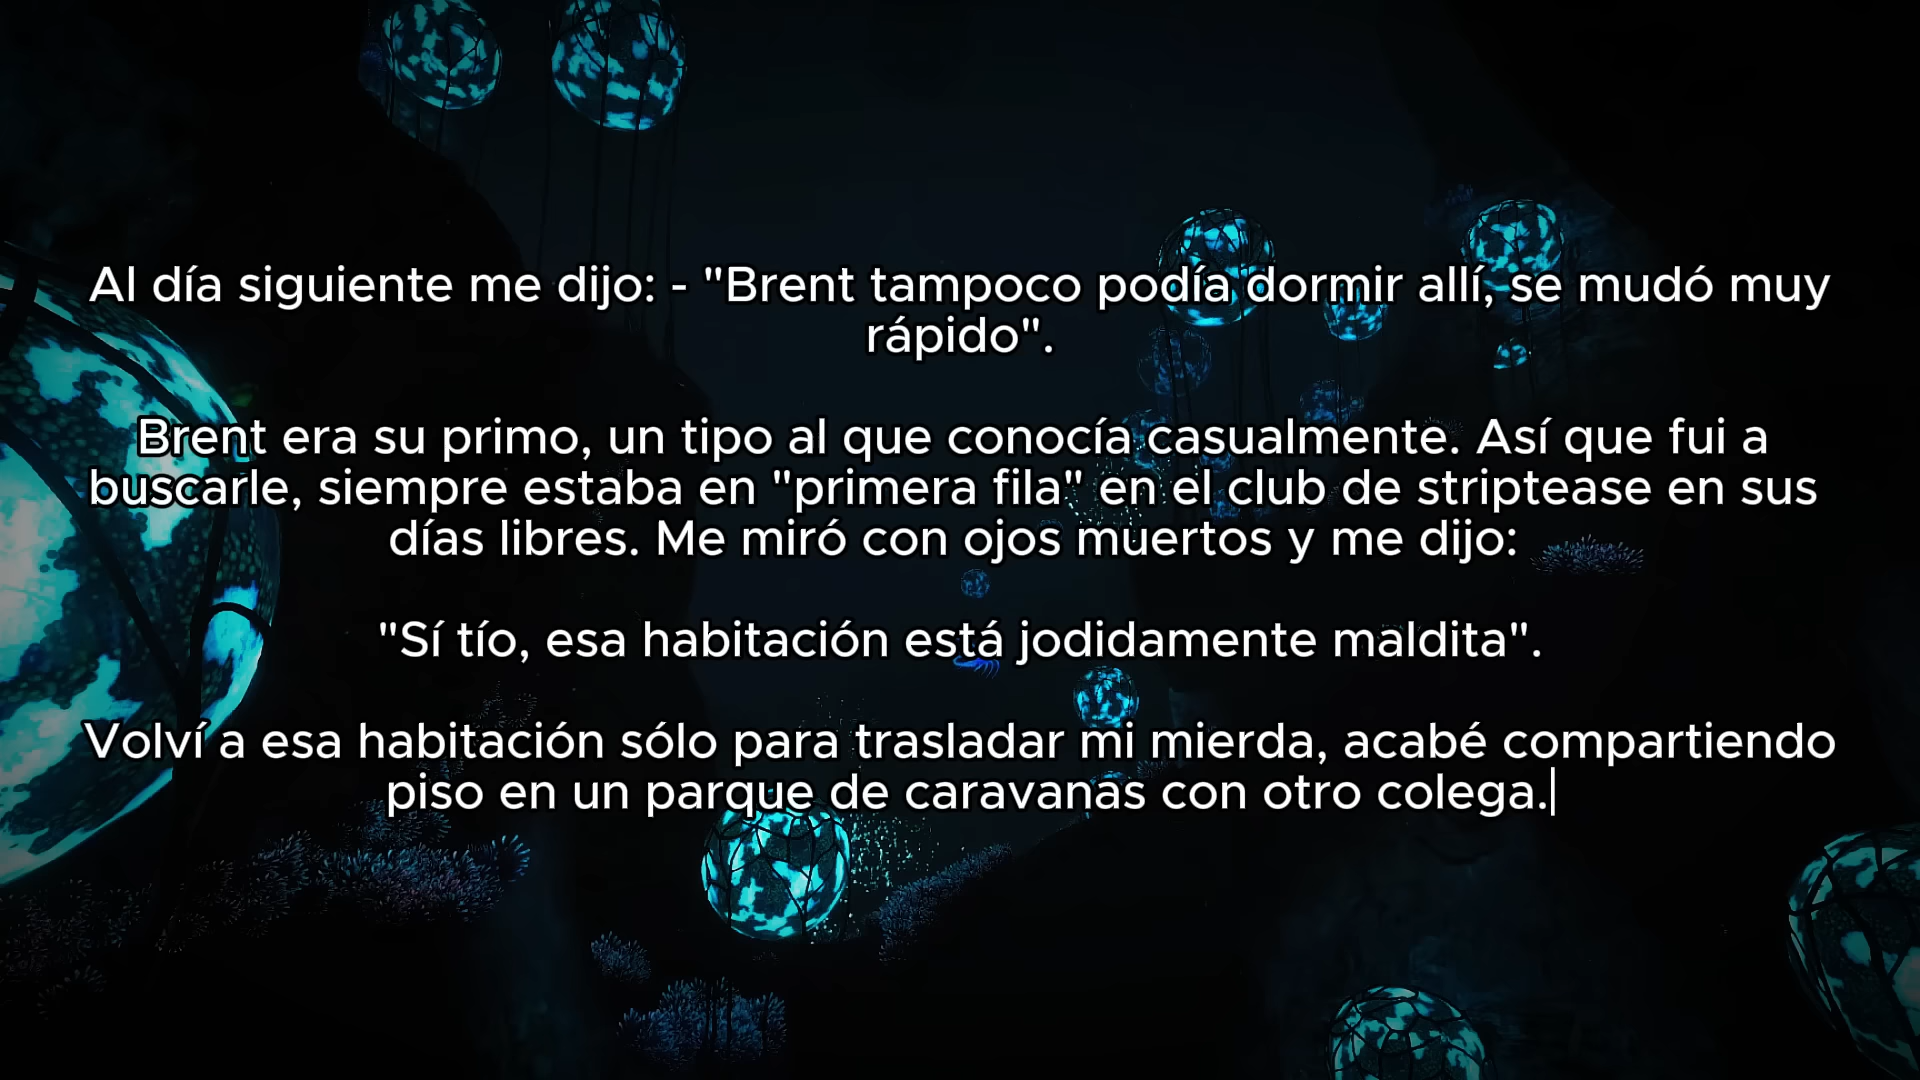 Al día siguiente me dijo: - "Brent tampoco podía dormir allí, se mudó muy
rápido".
Brent era su primo, un tipo al que conocía casualmente. Así que fui a
buscarle, siempre estaba en "primera fila" en el club de striptease en sus
días libres. Me miró con ojos muertos y me dijo:
"Sí tío, esa habitación está jodidamente maldita".
Volví a esa habitación sólo para trasladar mi mierda, acabé compartiendo
piso en un parque de caravanas con otro colega.